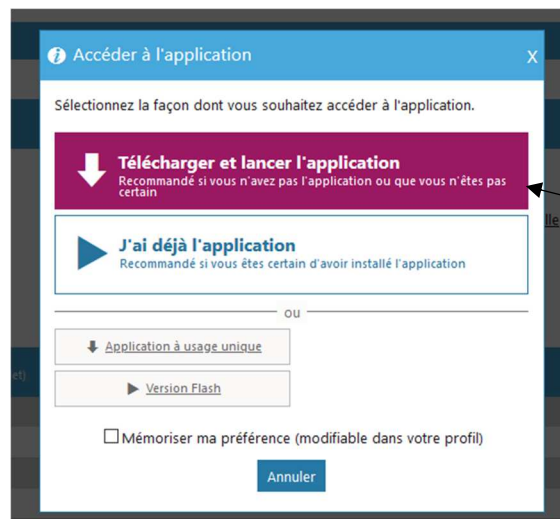 Accéder à l'application
X
Sélectionnez la façon dont vous souhaitez accéder à l'application.
Télécharger et lancer l'application
Recommandé si vous n'avez pas l'application ou que vous n'êtes pas
certain
lle
J'ai déjà l'application
Recommandé si vous êtes certain d'avoir installé l'application
ou
Application à usage unique
et)
Version Flash
Mémoriser ma préférence (modifiable dans votre profil)
Annuler